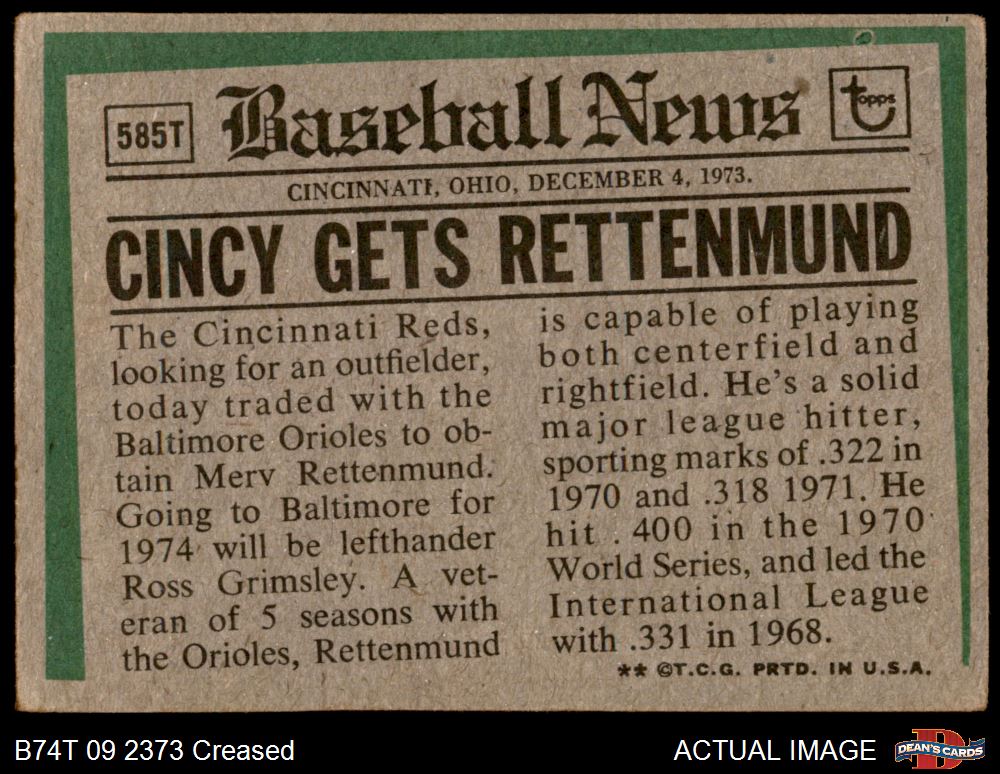 585T
Baseball News
topps
CINCINNATI, OHIO, DECEMBER 4, 1973.
CINCY GETS RETTENMUND
The Cincinnati Reds,
looking for an outfielder,
today traded with the
Baltimore Orioles to ob-
tain Merv Rettenmund.
Going to Baltimore for
1974 will be lefthander
Ross Grimsley. A vet-
eran of 5 seasons with
the Orioles, Rettenmund
is capable of playing
both centerfield and
rightfield. He's a solid
major league hitter,
sporting marks of .322 in
1970 and .318 1971. He
hit .400 in the 1970
World Series, and led the
International League
with .331 in 1968.
** ©T.C.G. PRTD. IN U.S.A.
B74T 09 2373 Creased
ACTUAL IMAGE
DEAN'S CARDS